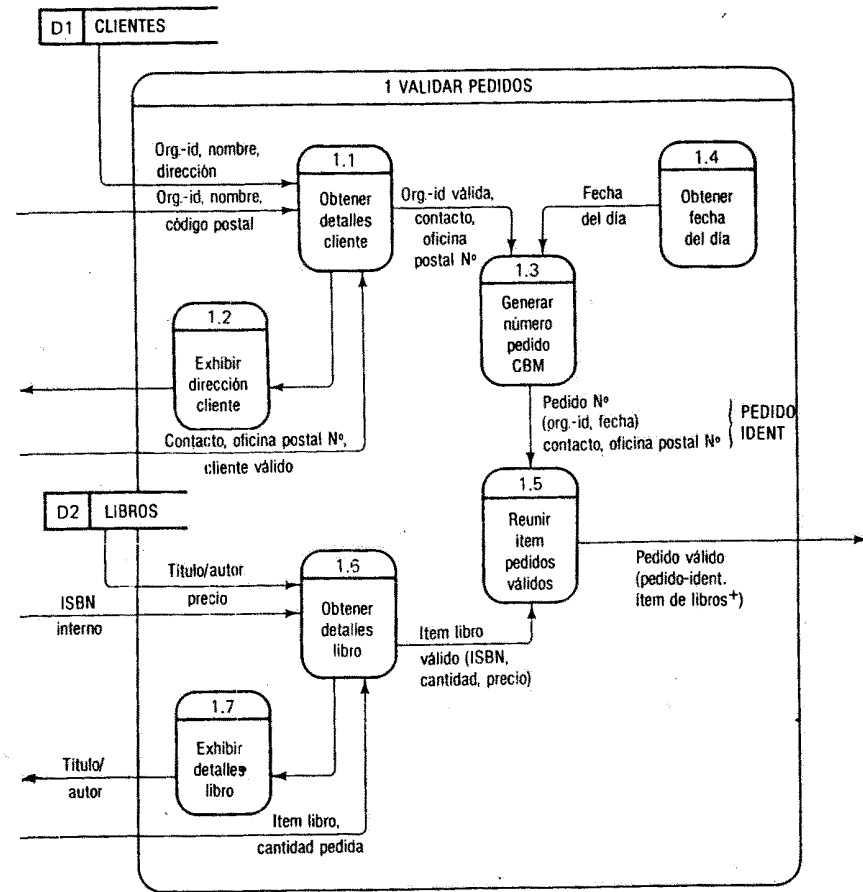 D1 CLIENTES
1 VALIDAR PEDIDOS
Org.-id, nombre,
dirección
Org.-id, nombre,
código postal
1.1
Obtener
detalles
cliente
Org.-id válida,
contacto,
oficina
postal Nº
Fecha
del día
1.4
Obtener
fecha
del día
1.3
Generar
número
pedido
CBM
1.2
Exhibir
dirección
cliente
Contacto, oficina postal Nº,
cliente válido
Pedido Nº
(org.-id, fecha)
contacto, oficina postal Nº
PEDIDO
IDENT
D2 LIBROS
Título/autor
precio
ISBN
interno
1.6
Obtener
detalles
libro
1.5
Reunir
item
pedidos
válidos
Pedido válido
(pedido-ident.
ítem de libros+)
Item libro
válido (ISBN,
cantidad, precio)
1.7
Exhibir
detalles
libro
Título/
autor
Item libro,
cantidad pedida